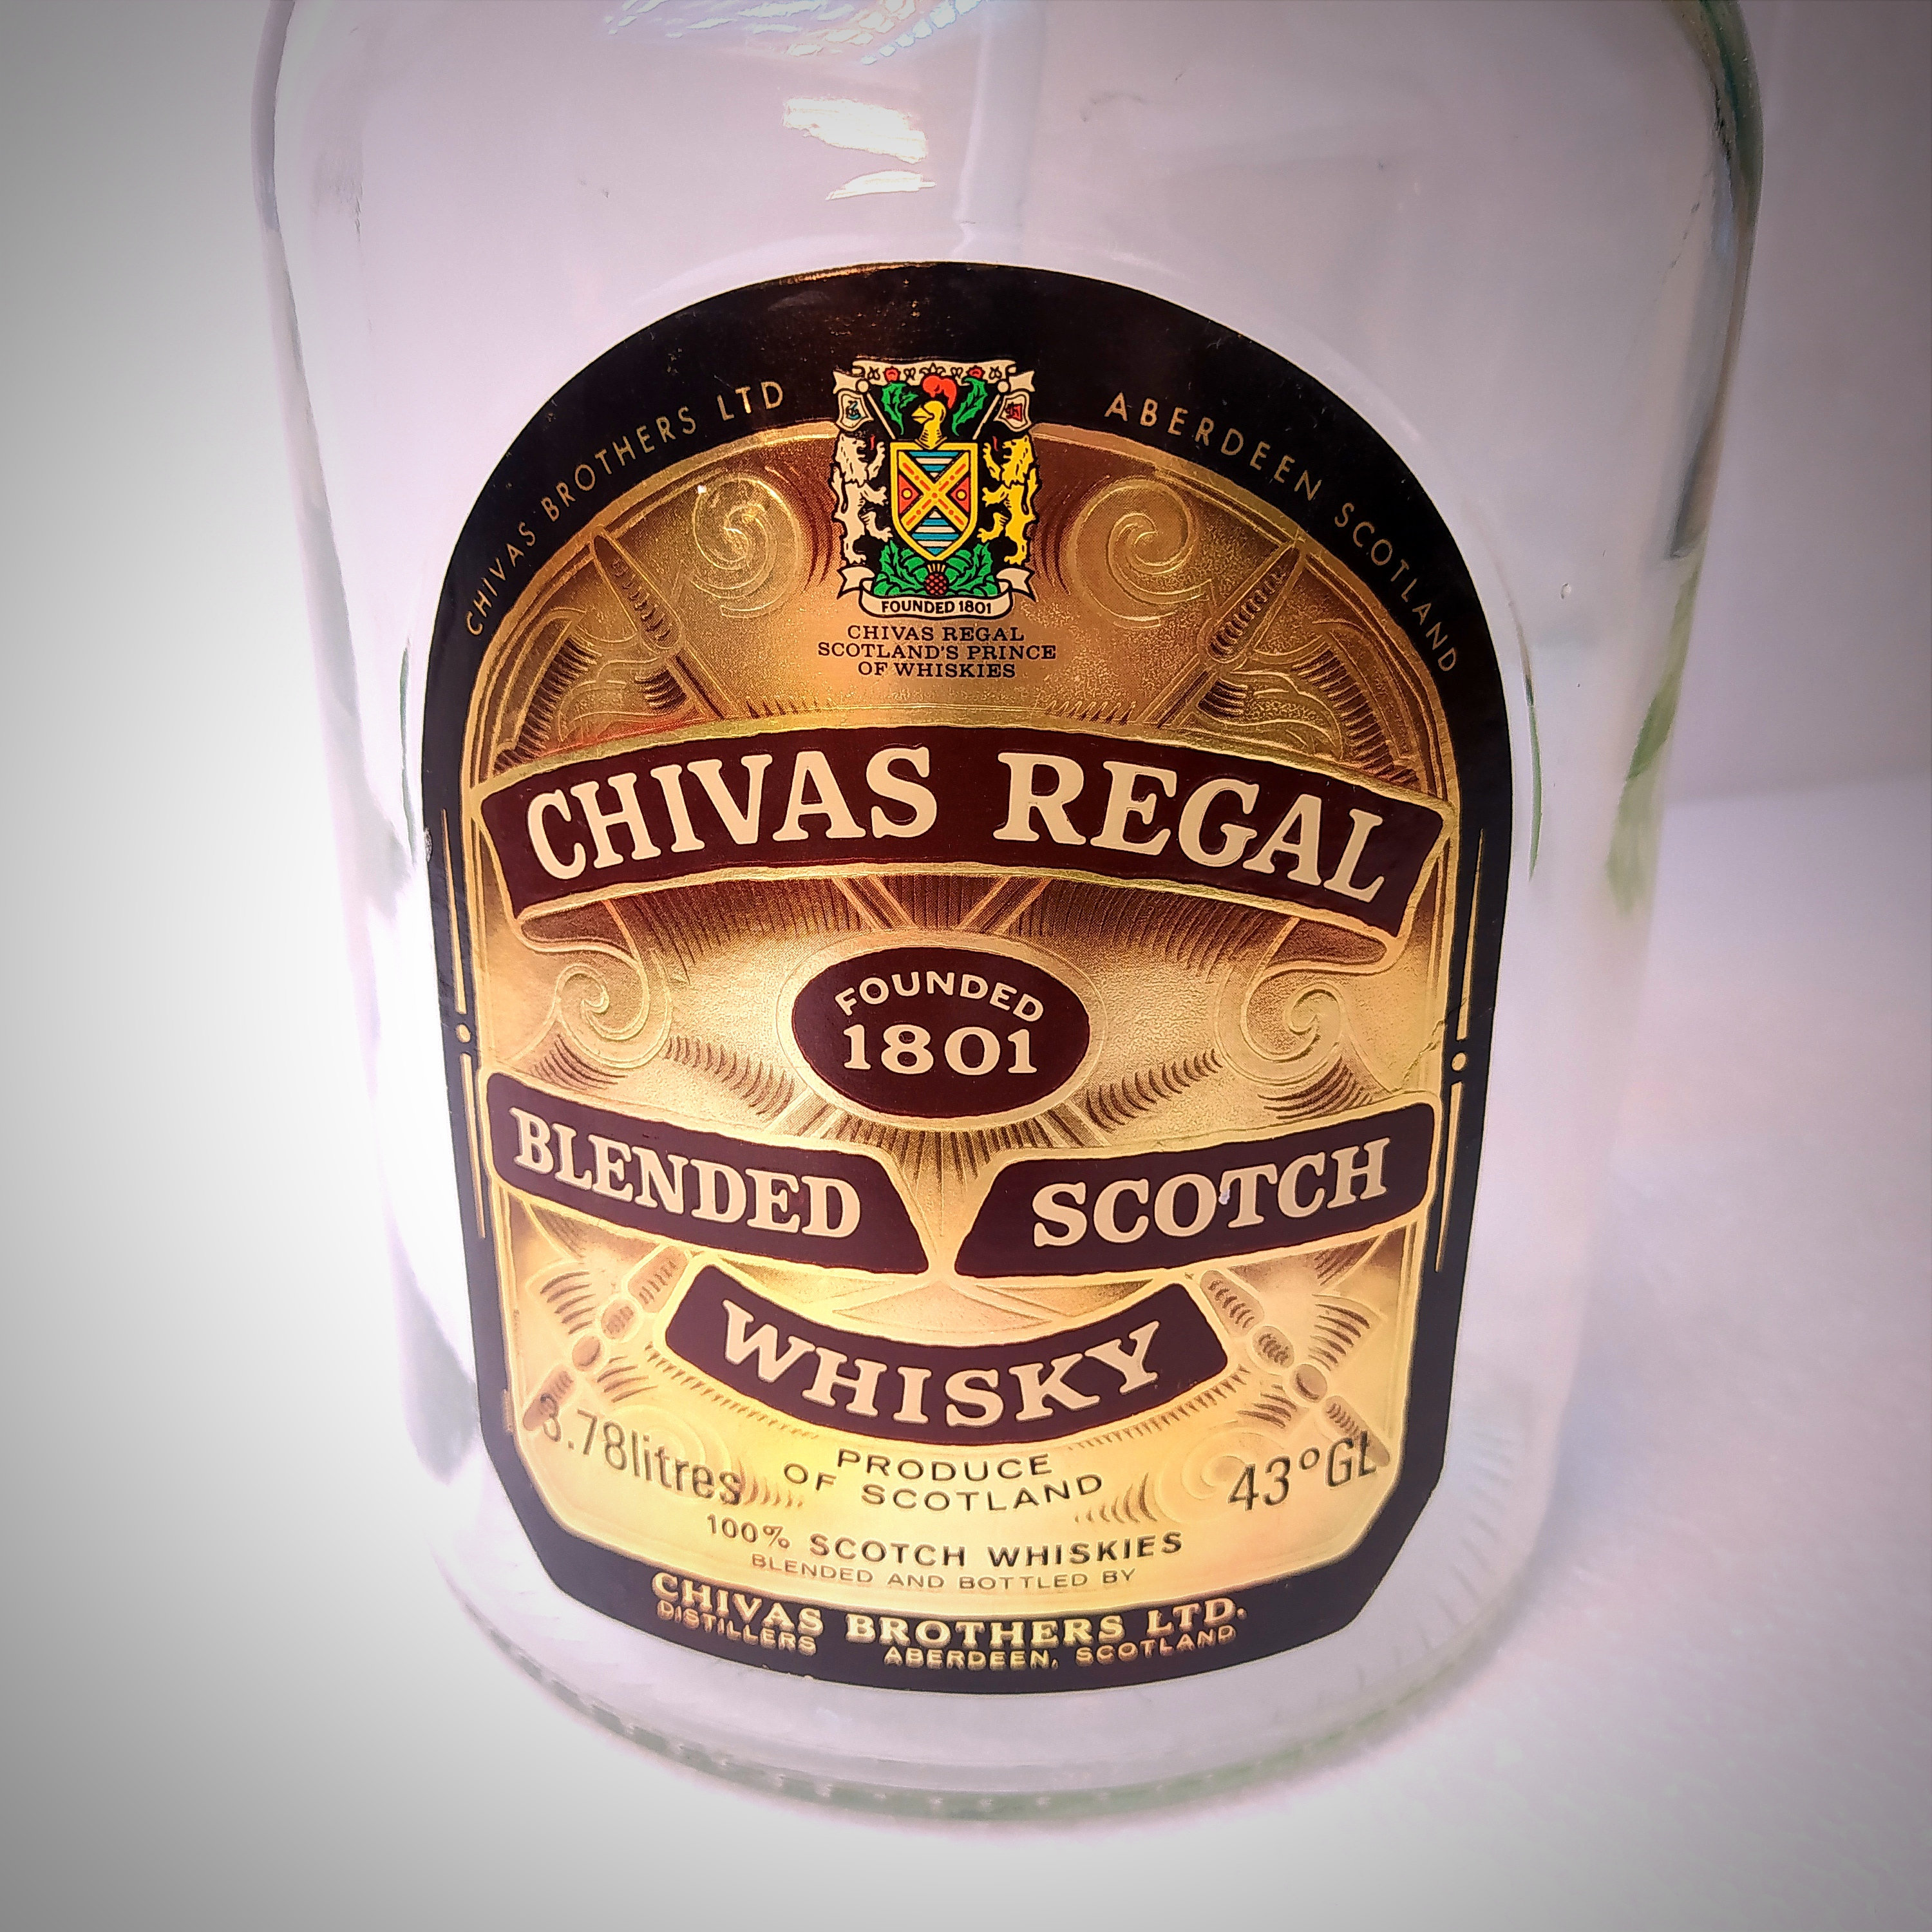 CHIVAS BROTHERS LTD
ABERDEEN SCOTLAND
FOUNDED 1801
CHIVAS REGAL
SCOTLAND'S PRINCE
OF WHISKIES
CHIVAS REGAL
FOUNDED
1801
BLENDED SCOTCH
WHISKY
3.78litres
PRODUCE
OF SCOTLAND
43°GL
100% SCOTCH WHISKIES
BLENDED AND BOTTLED BY
CHIVAS BROTHERS LTD.
DISTILLERS ABERDEEN, SCOTLAND